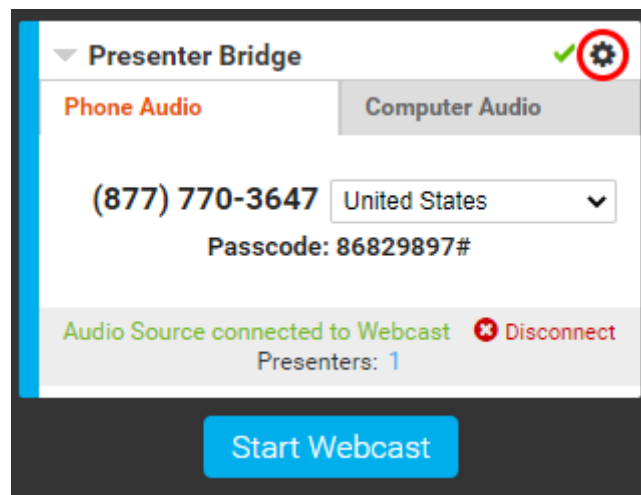 Presenter Bridge
Phone Audio Computer Audio
(877) 770-3647 United States
Passcode: 86829897#
Audio Source connected to Webcast Disconnect
Presenters: 1
Start Webcast